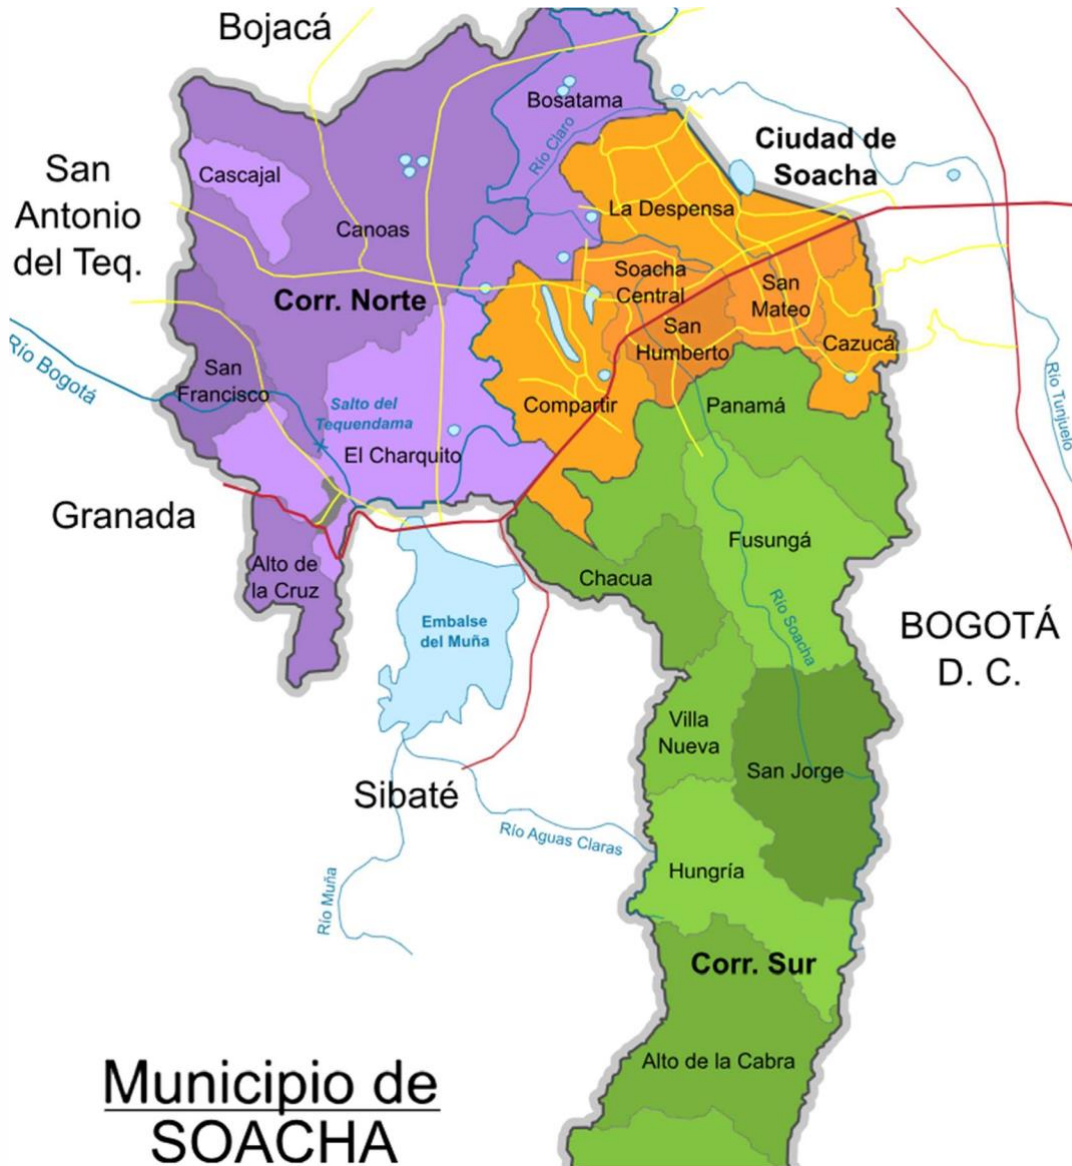 Bojacá
Bosatama
Río Claro
Ciudad de
Soacha
San
Antonio
del Teq.
Cascajal
Canoas
La Despensa
Soacha
Central
San
Mateo
Corr. Norte
San
Humberto
Cazucá
Río Bogotá
San
Francisco
Salto del
Tequendama
Compartir
Panamá
Río Tunjuelo
El Charquito
Granada
Fusungá
Alto de
la Cruz
Chacua
Embalse
del Muña
Río Soacha
BOGOTÁ
D. C.
Villa
Nueva
San Jorge
Sibaté
Río Aguas Claras
Hungría
Río Muña
Corr. Sur
Alto de la Cabra
Municipio de
SOACHA